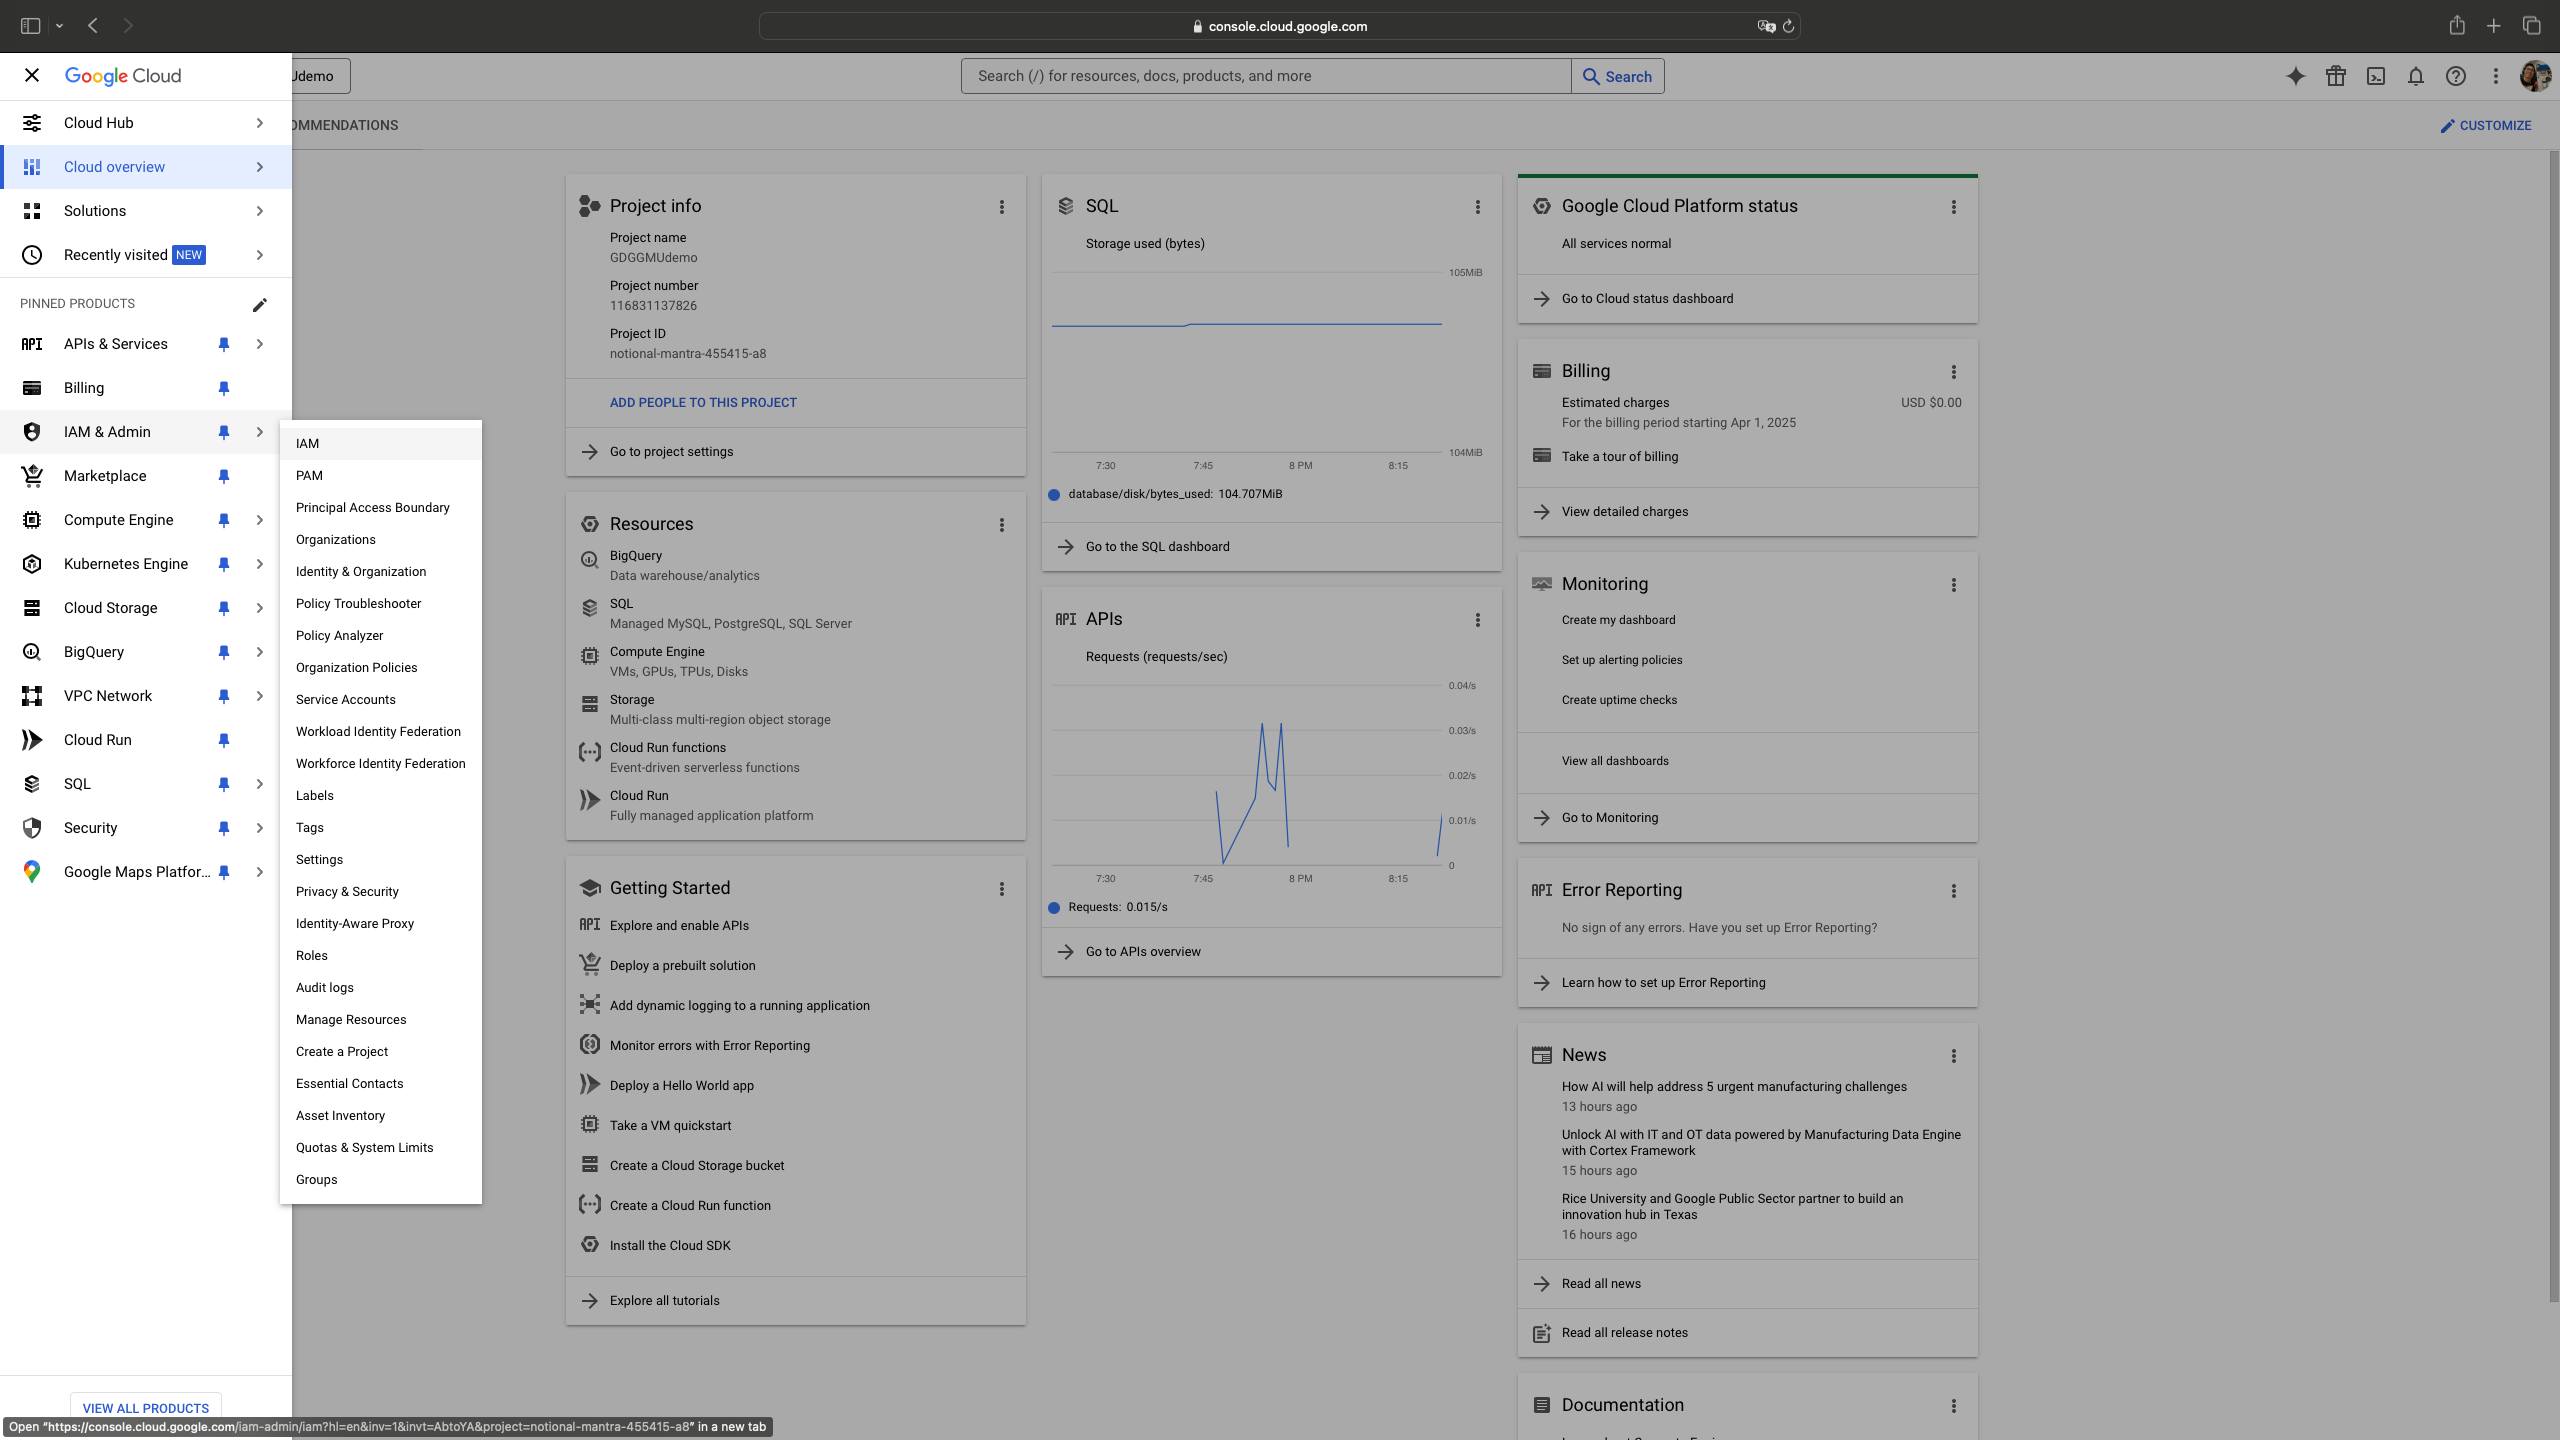 console.cloud.google.com
Google Cloud
Udemo
Search (/) for resources, docs, products, and more
Search
Cloud Hub
OMMENDATIONS
CUSTOMIZE
Cloud overview
Solutions
Recently visited NEW
PINNED PRODUCTS
APIs & Services
Billing
IAM & Admin
Marketplace
Compute Engine
Kubernetes Engine
Cloud Storage
BigQuery
VPC Network
Cloud Run
SQL
Security
Google Maps Platfor...
VIEW ALL PRODUCTS
IAM
PAM
Principal Access Boundary
Organizations
Identity & Organization
Policy Troubleshooter
Policy Analyzer
Organization Policies
Service Accounts
Workload Identity Federation
Workforce Identity Federation
Labels
Tags
Settings
Privacy & Security
Identity-Aware Proxy
Roles
Audit logs
Manage Resources
Create a Project
Essential Contacts
Asset Inventory
Quotas & System Limits
Groups
Project info
Project name
GDGGMUdemo
Project number
116831137826
Project ID
notional-mantra-455415-a8
ADD PEOPLE TO THIS PROJECT
Go to project settings
Resources
BigQuery
Data warehouse/analytics
SQL
Managed MySQL, PostgreSQL, SQL Server
Compute Engine
VMs, GPUs, TPUs, Disks
Storage
Multi-class multi-region object storage
Cloud Run functions
Event-driven serverless functions
Cloud Run
Fully managed application platform
Getting Started
API Explore and enable APIs
Deploy a prebuilt solution
Add dynamic logging to a running application
Monitor errors with Error Reporting
Deploy a Hello World app
Take a VM quickstart
Create a Cloud Storage bucket
Create a Cloud Run function
Install the Cloud SDK
Explore all tutorials
SQL
Storage used (bytes)
105MiB
104MiB
7:30 7:45 8 PM 8:15
database/disk/bytes_used: 104.707MiB
Go to the SQL dashboard
API APIs
Requests (requests/sec)
0.04/s
0.03/s
0.02/s
0.01/s
0
7:30 7:45 8 PM 8:15
Requests: 0.015/s
Go to APIs overview
Google Cloud Platform status
All services normal
Go to Cloud status dashboard
Billing
Estimated charges USD $0.00
For the billing period starting Apr 1, 2025
Take a tour of billing
View detailed charges
Monitoring
Create my dashboard
Set up alerting policies
Create uptime checks
View all dashboards
Go to Monitoring
API Error Reporting
No sign of any errors. Have you set up Error Reporting?
Learn how to set up Error Reporting
News
How AI will help address 5 urgent manufacturing challenges
13 hours ago
Unlock AI with IT and OT data powered by Manufacturing Data Engine
with Cortex Framework
15 hours ago
Rice University and Google Public Sector partner to build an
innovation hub in Texas
16 hours ago
Read all news
Read all release notes
Documentation
Open “https://console.cloud.google.com/iam-admin/iam?hl=en&inv=1&invt=AbtoYA&project=notional-mantra-455415-a8” in a new tab